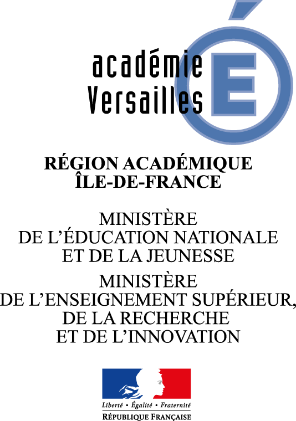 académie
Versailles
É
RÉGION ACADÉMIQUE
ÎLE-DE-FRANCE
MINISTÈRE
DE L'ÉDUCATION NATIONALE
ET DE LA JEUNESSE
MINISTÈRE
DE L'ENSEIGNEMENT SUPÉRIEUR,
DE LA RECHERCHE
ET DE L'INNOVATION
Liberté • Égalité • Fraternité
RÉPUBLIQUE FRANÇAISE